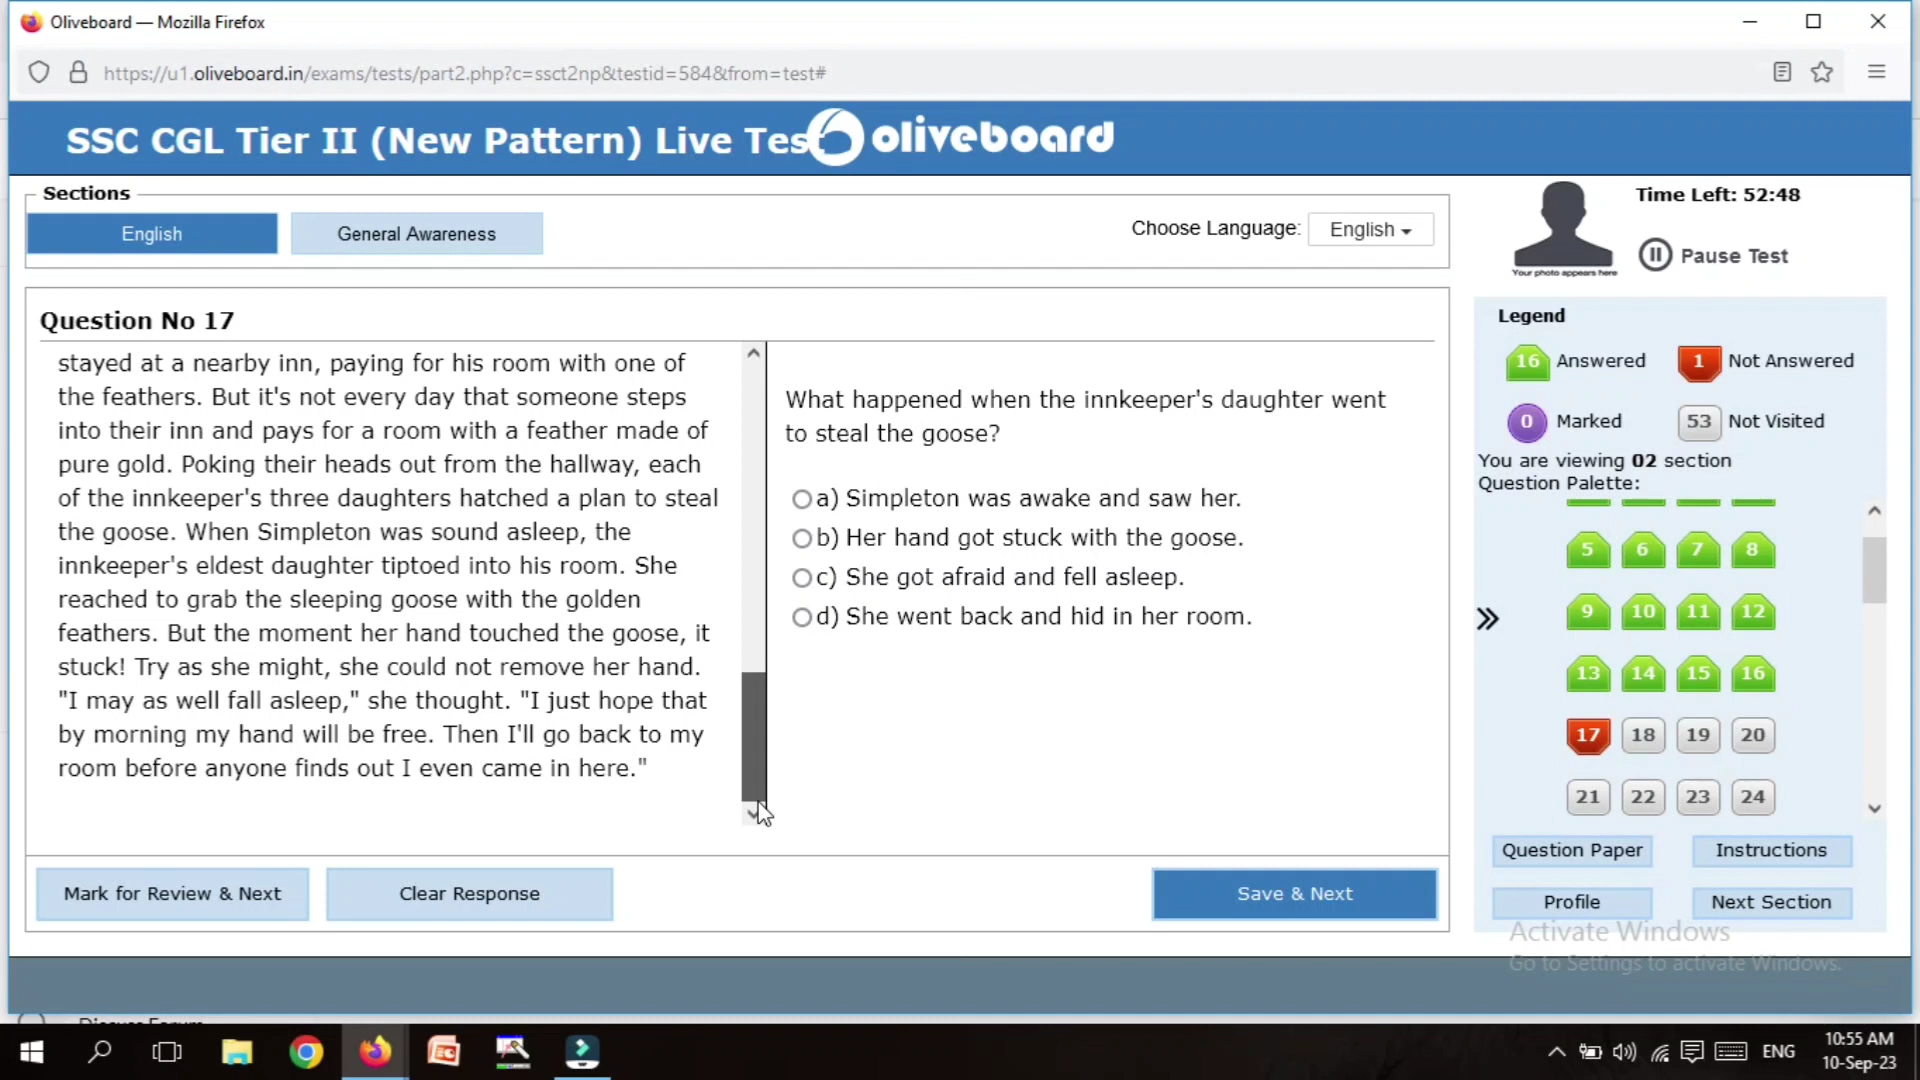 Oliveboard — Mozilla Firefox
https://u1.oliveboard.in/exams/tests/part2.php?c=ssct2np&testid=584&from=test#
SSC CGL Tier II (New Pattern) Live Tes
oliveboard
Sections
English
General Awareness
Choose Language:
English
Your photo appears here
Time Left: 52:48
Pause Test
Question No 17
stayed at a nearby inn, paying for his room with one of
the feathers. But it's not every day that someone steps
into their inn and pays for a room with a feather made of
pure gold. Poking their heads out from the hallway, each
of the innkeeper's three daughters hatched a plan to steal
the goose. When Simpleton was sound asleep, the
innkeeper's eldest daughter tiptoed into his room. She
reached to grab the sleeping goose with the golden
feathers. But the moment her hand touched the goose, it
stuck! Try as she might, she could not remove her hand.
"I may as well fall asleep," she thought. "I just hope that
by morning my hand will be free. Then I'll go back to my
room before anyone finds out I even came in here."
What happened when the innkeeper's daughter went
to steal the goose?
a) Simpleton was awake and saw her.
b) Her hand got stuck with the goose.
c) She got afraid and fell asleep.
d) She went back and hid in her room.
Mark for Review & Next
Clear Response
Save & Next
Legend
16 Answered
1 Not Answered
0 Marked
53 Not Visited
You are viewing 02 section
Question Palette:
5 6 7 8
9 10 11 12
13 14 15 16
17 18 19 20
21 22 23 24
Question Paper
Instructions
Profile
Next Section
Activate Windows
Go to Settings to activate Windows.
ENG
10:55 AM
10-Sep-23